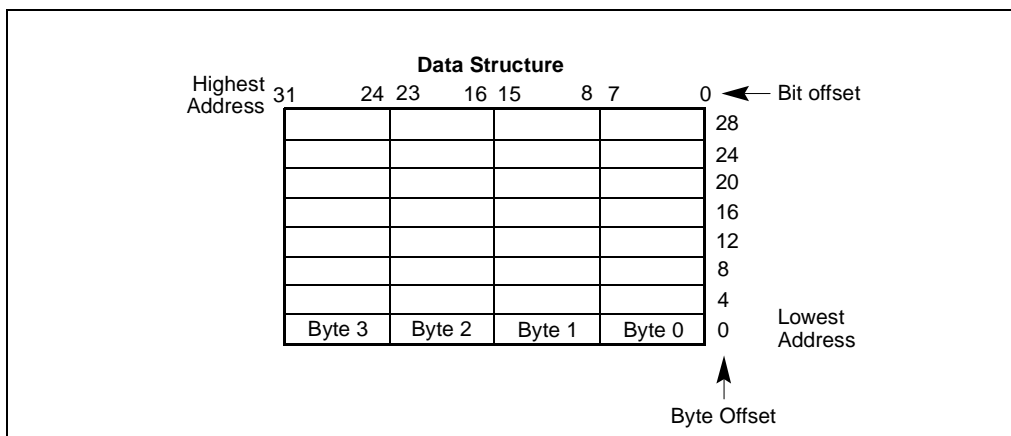 Data Structure
Highest
Address
31 24 23 16 15 8 7 0 Bit offset
28
24
20
16
12
8
4
Byte 3 Byte 2 Byte 1 Byte 0 0
Lowest
Address
Byte Offset